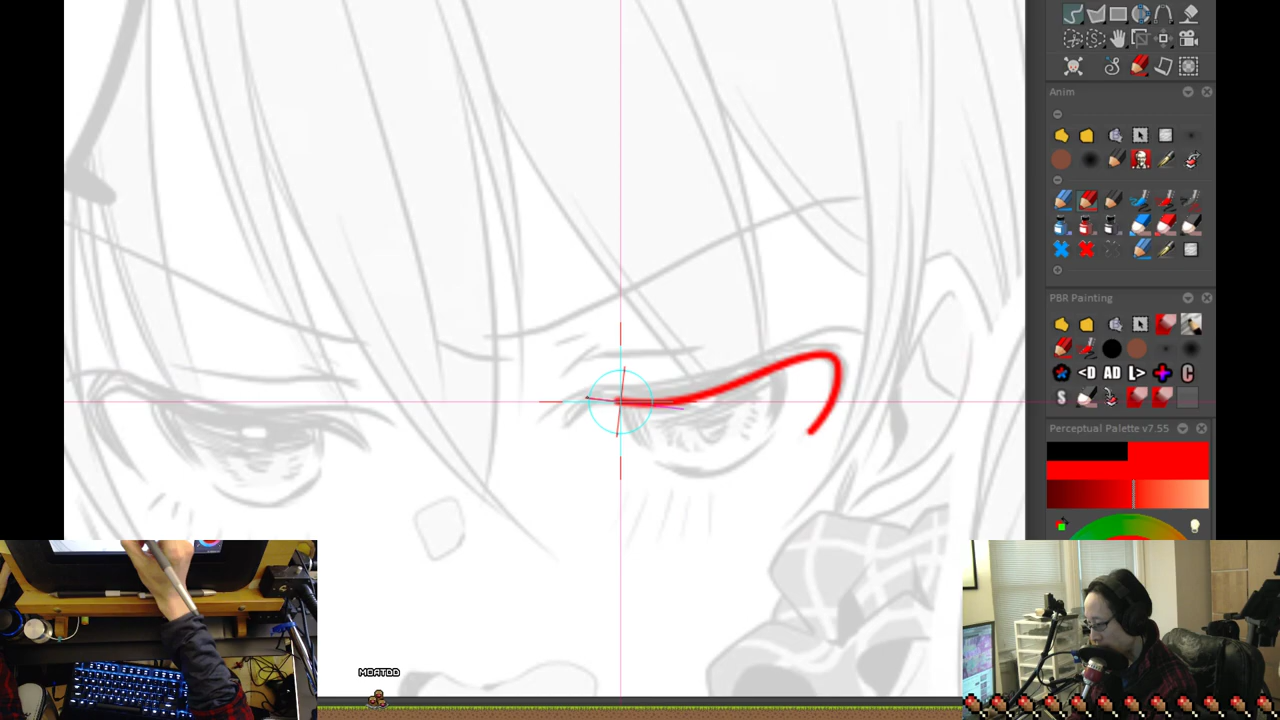 Anim
PBR Painting
<D AD L> C
S
Perceptual Palette v7.55
MOATDD